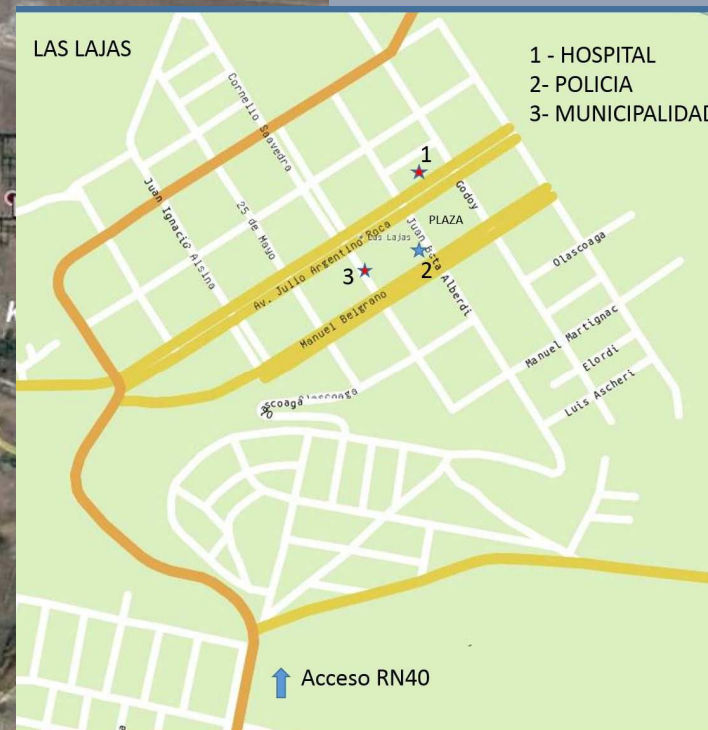 LAS LAJAS
1 - HOSPITAL
2- POLICIA
3- MUNICIPALIDAD
Cornelio Saavedra
1
Juan Ignacio Alsina
25 de Mayo
Godoy
PLAZA
Av. Julio Argentino Roca
Las Lajas
Juan Bata Alberdi
2
3
Manuel Belgrano
Olascoaga
Manuel Martignac
Elordi
Luis Ascheri
ascoaga Olascoaga
Acceso RN40